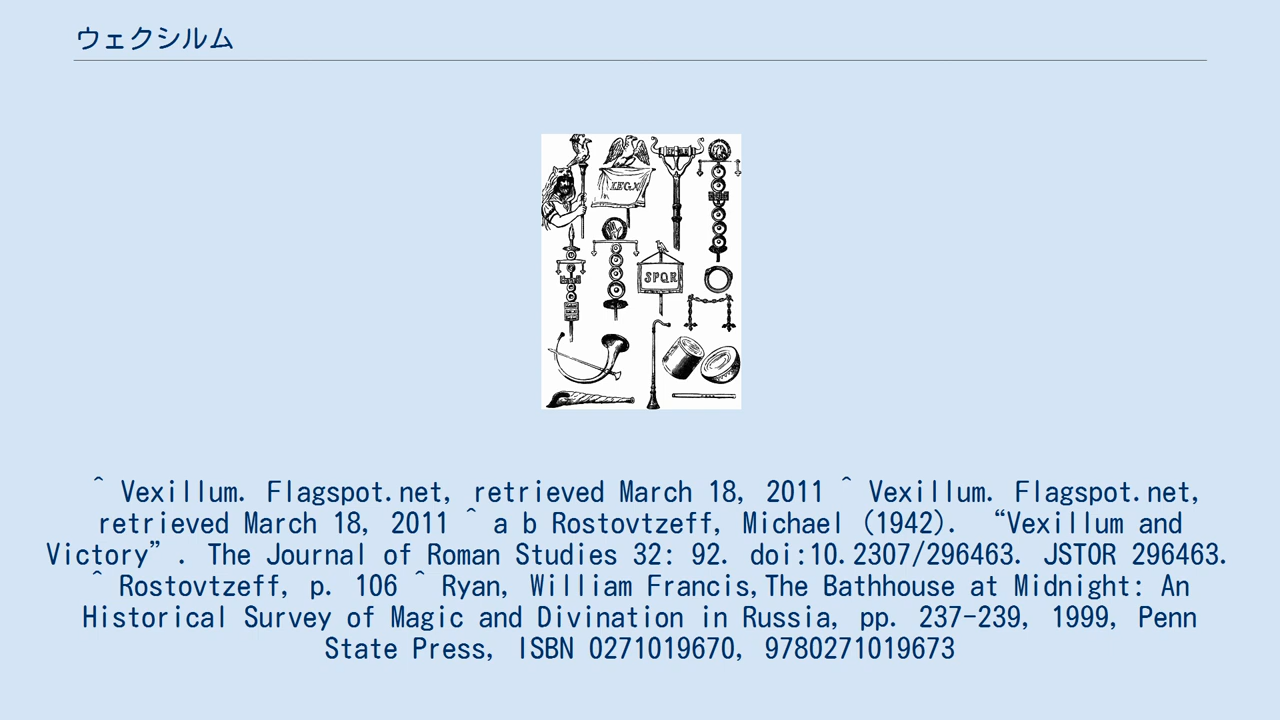 ウェクシルム
LEGX
SPQR
^ Vexillum. Flagspot.net, retrieved March 18, 2011 ^ Vexillum. Flagspot.net,
retrieved March 18, 2011 ^ a b Rostovtzeff, Michael (1942). “Vexillum and
Victory”. The Journal of Roman Studies 32: 92. doi:10.2307/296463. JSTOR 296463.
^ Rostovtzeff, p. 106 ^ Ryan, William Francis,The Bathhouse at Midnight: An
Historical Survey of Magic and Divination in Russia, pp. 237-239, 1999, Penn
State Press, ISBN 0271019670, 9780271019673